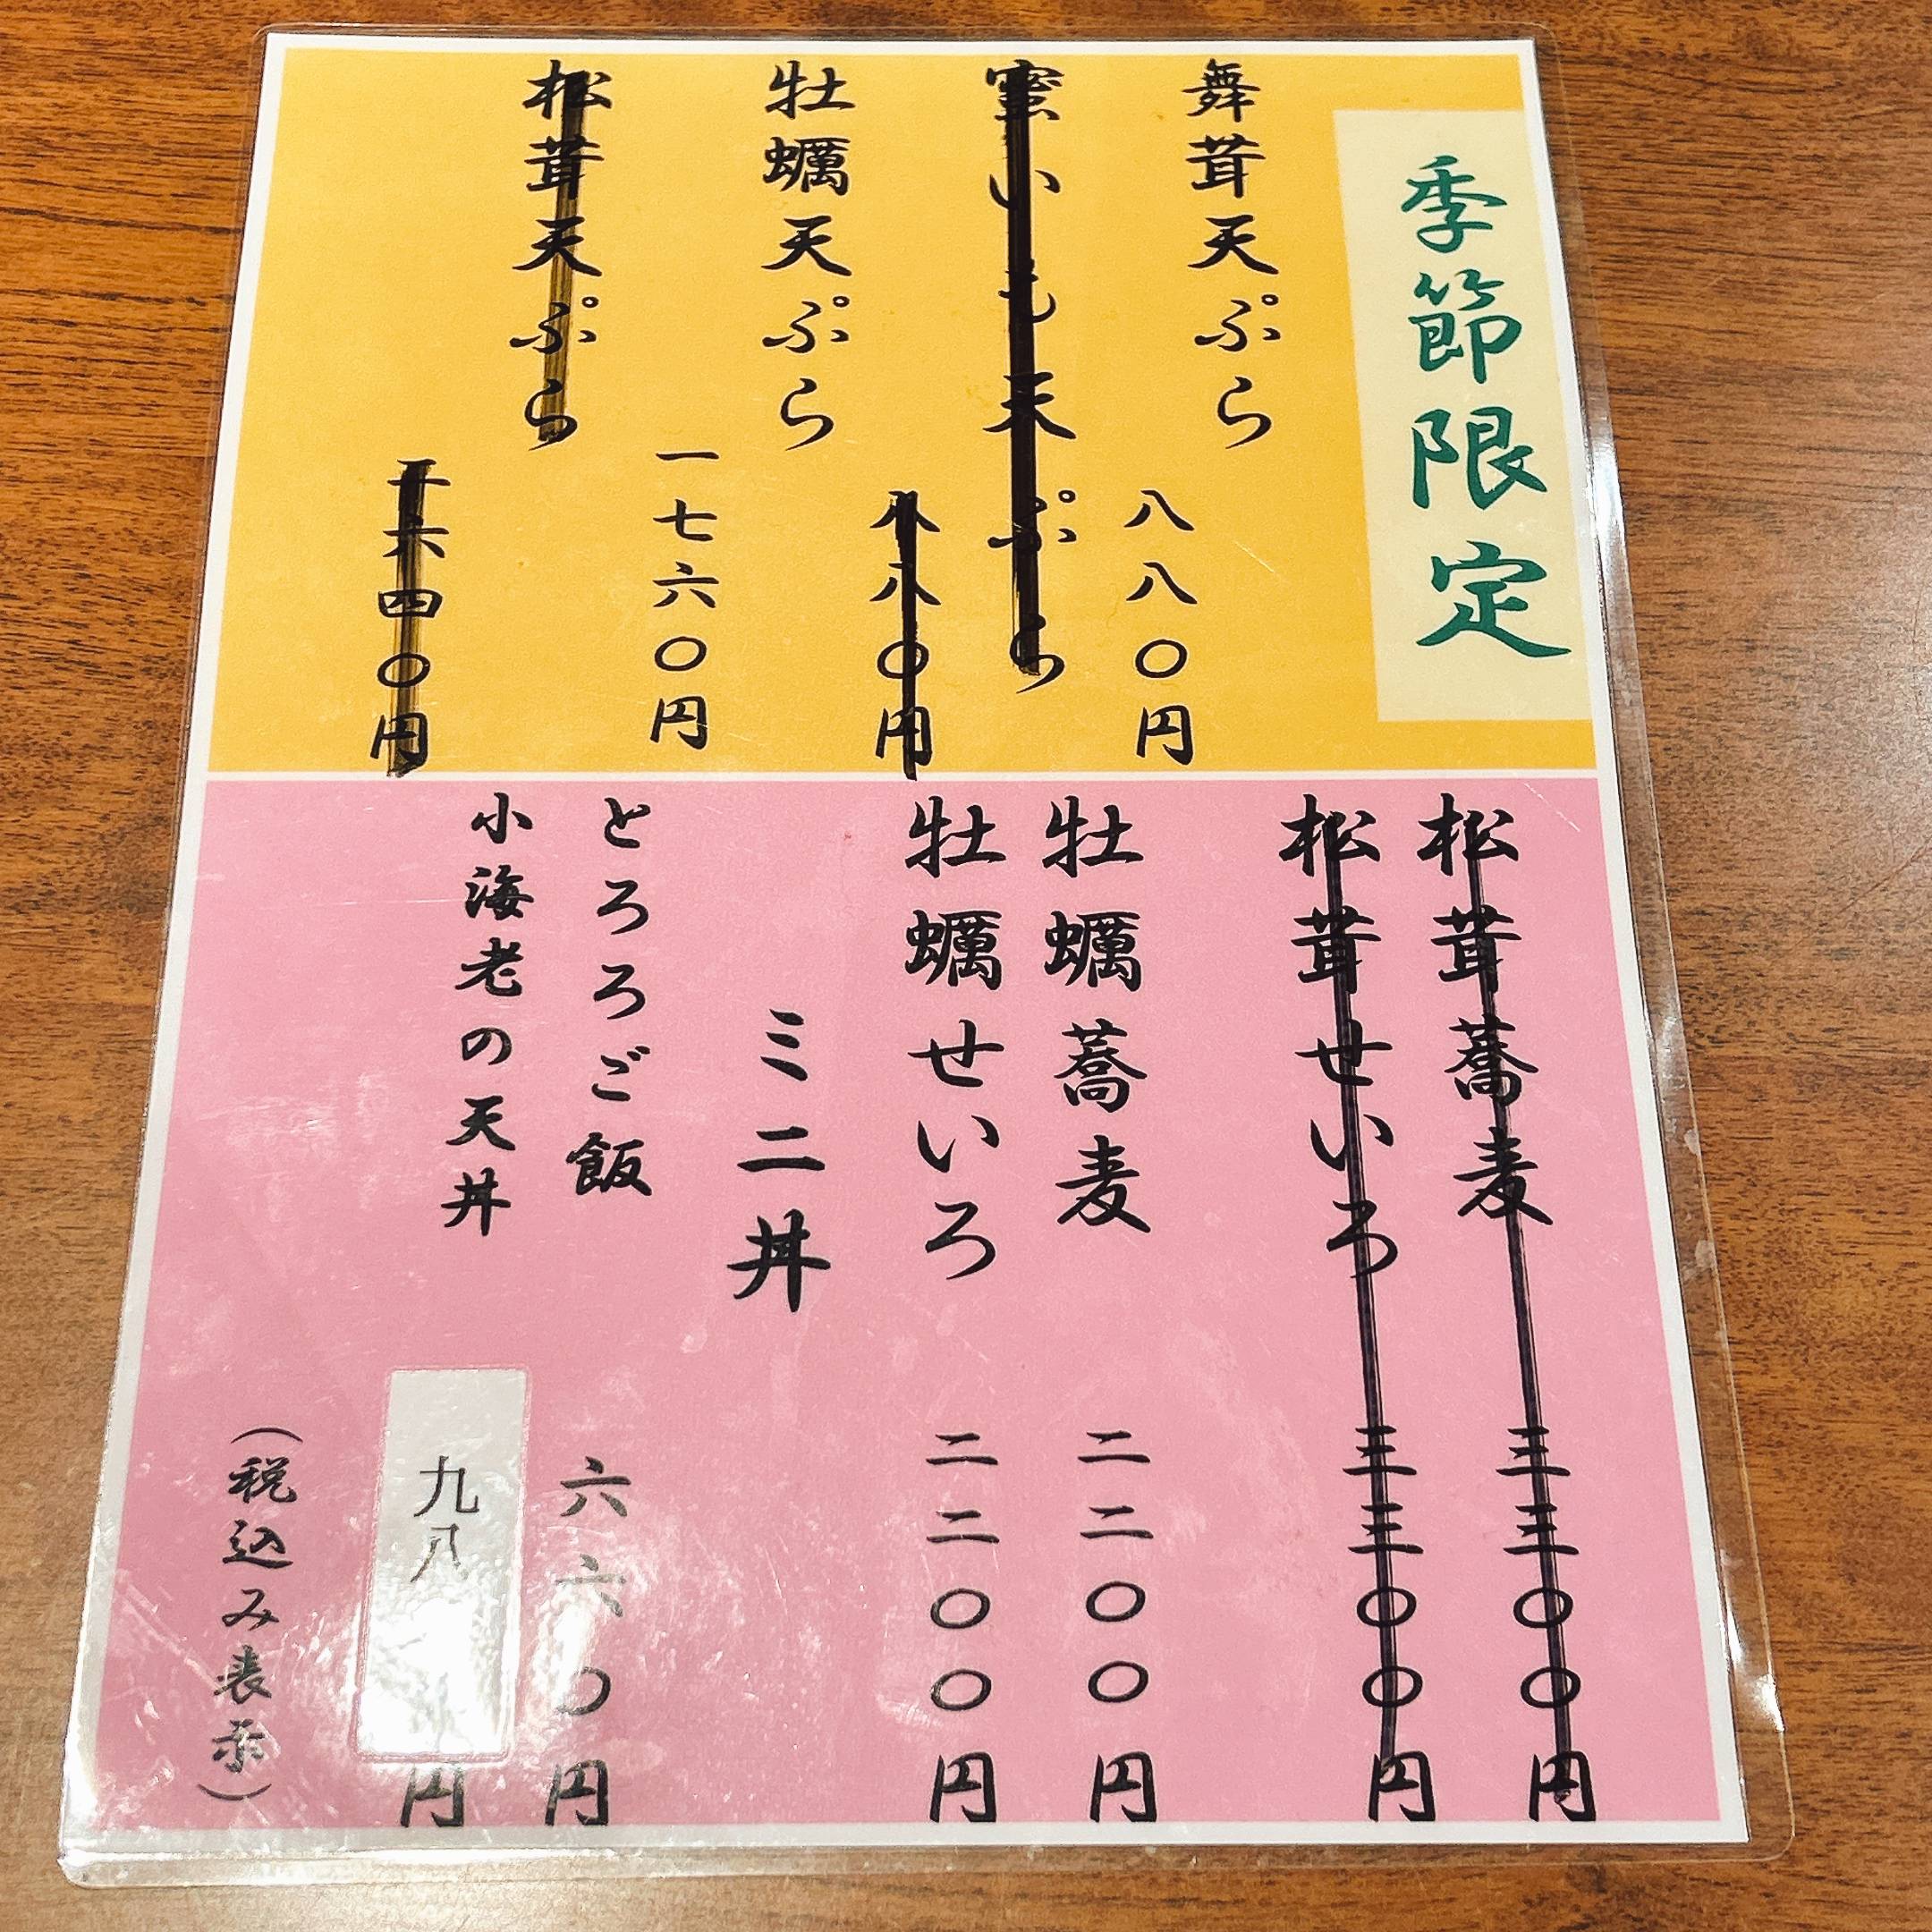 季節限定
舞茸天ぷら
八八〇円
蜜いも天ぷら
八八〇円
牡蠣天ぷら
一七六〇円
松茸天ぷら
六四〇円
松茸蕎麦 三三〇〇円
松茸せいろ 三三〇〇円
牡蠣蕎麦 二二〇〇円
牡蠣せいろ 二二〇〇円
ミニ丼
とろろご飯 六六〇円
小海老の天丼 九八 円
（税込み表示）